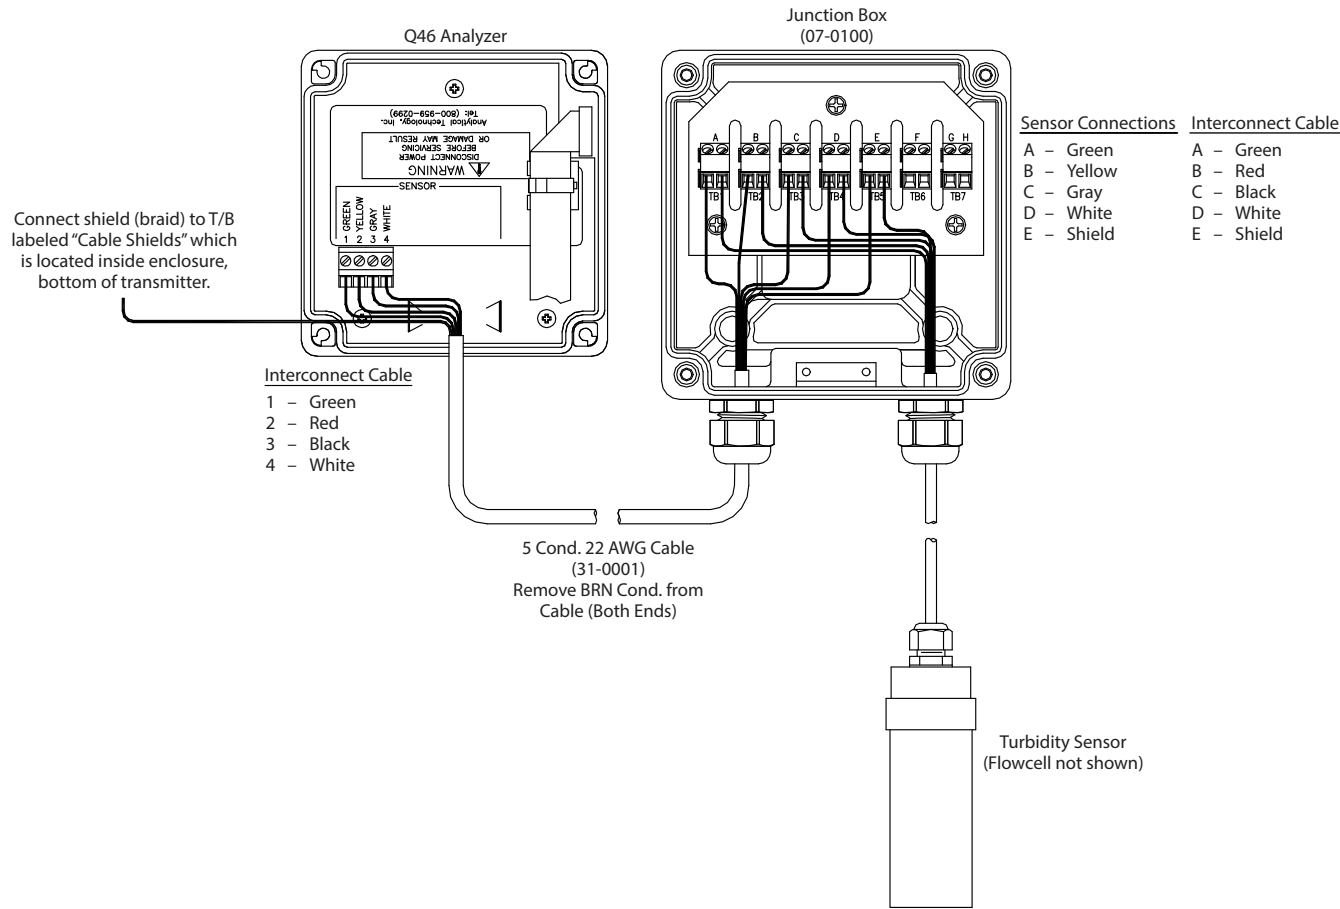 Q46 Analyzer
Junction Box
(07-0100)
Analytical Technology, Inc.
Tel: (800-959-0299)
WARNING
DISCONNECT POWER
BEFORE SERVICING
OR DAMAGE MAY RESULT
SENSOR
GREEN
YELLOW
GRAY
WHITE
1 2 3 4
Connect shield (braid) to T/B
labeled “Cable Shields” which
is located inside enclosure,
bottom of transmitter.
Interconnect Cable
1 – Green
2 – Red
3 – Black
4 – White
A B C D E F G H
TB1 TB2 TB3 TB4 TB5 TB6 TB7
Sensor Connections
A – Green
B – Yellow
C – Gray
D – White
E – Shield
Interconnect Cable
A – Green
B – Red
C – Black
D – White
E – Shield
5 Cond. 22 AWG Cable
(31-0001)
Remove BRN Cond. from
Cable (Both Ends)
Turbidity Sensor
(Flowcell not shown)